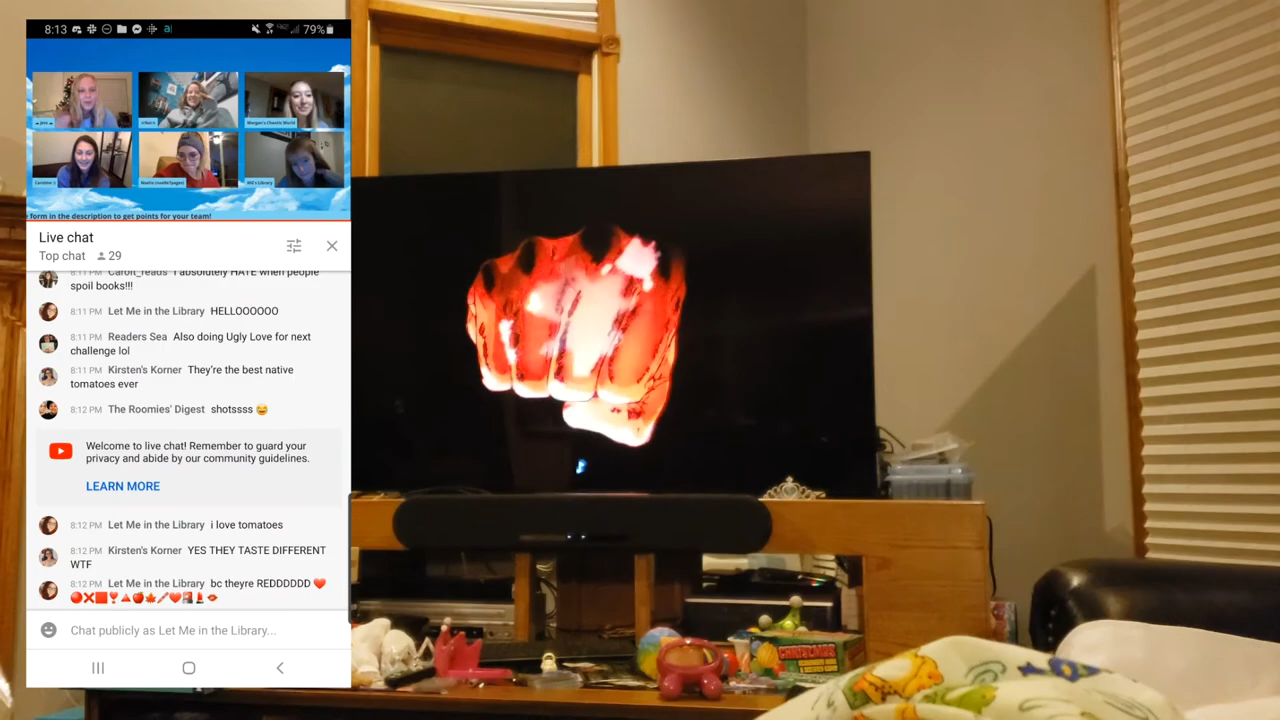 8:13
79%
Morgan's Chaotic World
e form in the description to get points for your team!
Live chat
Top chat 29
8:11 PM I absolutely HATE when people
spoil books!!!
8:11 PM Let Me in the Library HELLOOOOOO
8:11 PM Readers Sea Also doing Ugly Love for next
challenge lol
8:11 PM Kirsten's Korner They're the best native
tomatoes ever
8:12 PM The Roomies' Digest shotssss 😅
Welcome to live chat! Remember to guard your
privacy and abide by our community guidelines.
LEARN MORE
8:12 PM Let Me in the Library i love tomatoes
8:12 PM Kirsten's Korner YES THEY TASTE DIFFERENT
WTF
8:12 PM Let Me in the Library bc theyre REDDDDDD ❤️
Chat publicly as Let Me in the Library...